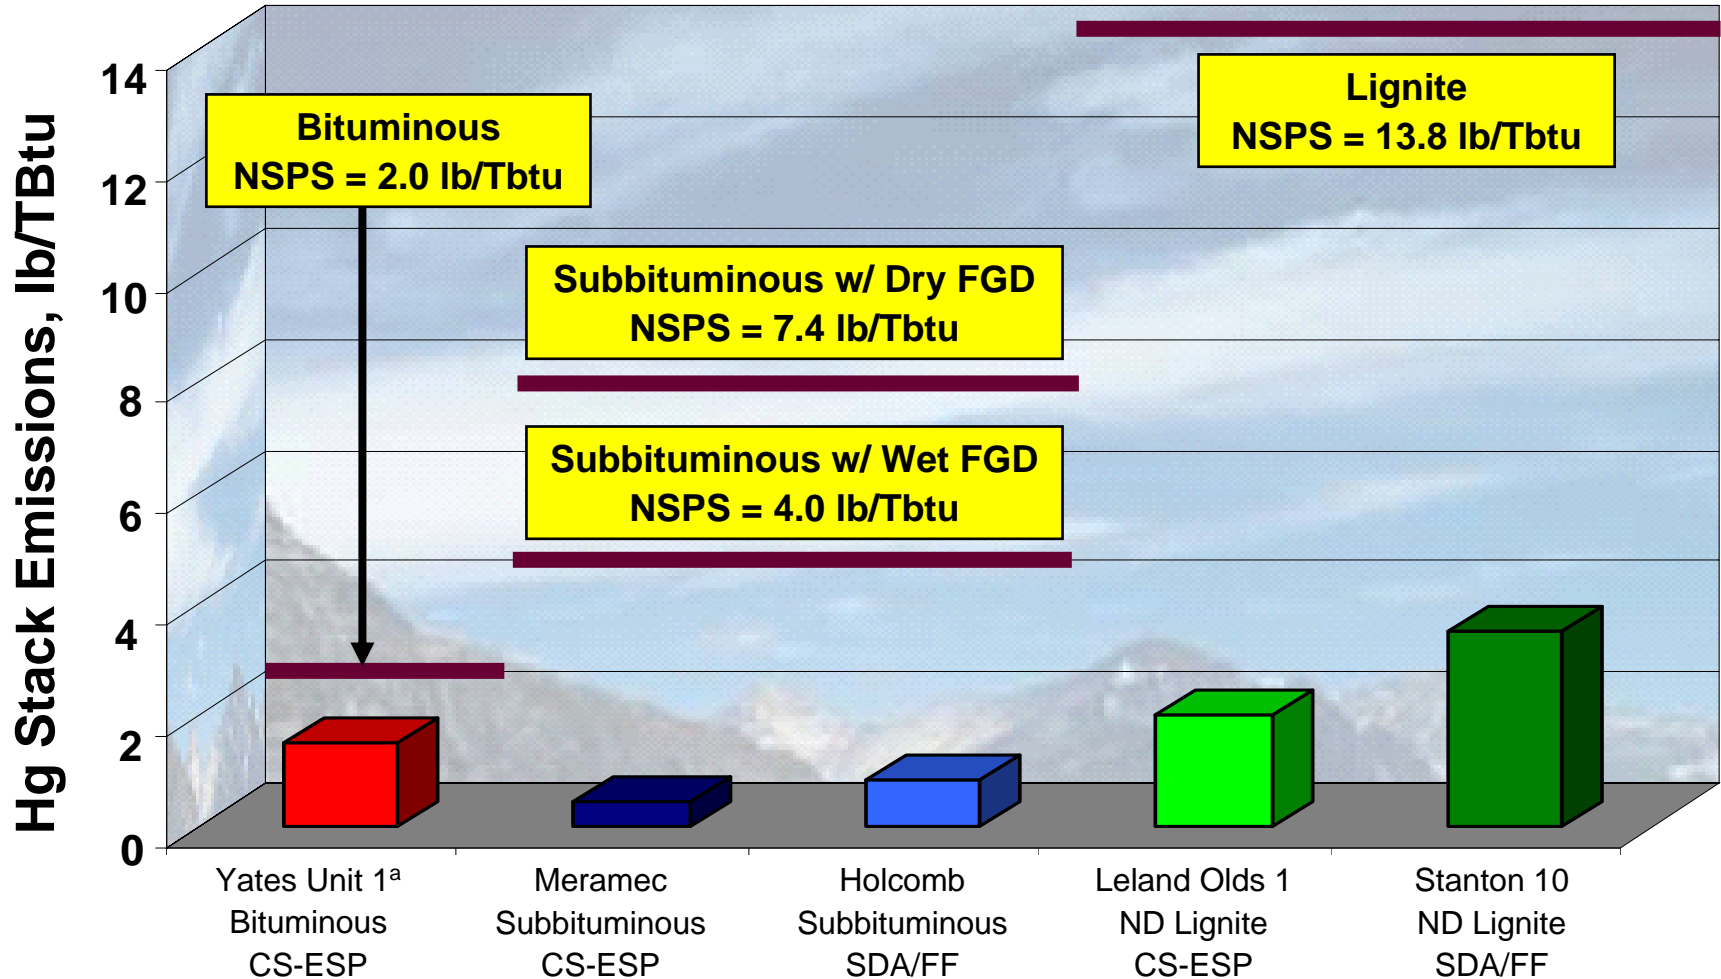 Hg Stack Emissions, lb/TBtu
14
12
10
8
6
4
2
0
Bituminous
NSPS = 2.0 lb/Tbtu
Lignite
NSPS = 13.8 lb/Tbtu
Subbituminous w/ Dry FGD
NSPS = 7.4 lb/Tbtu
Subbituminous w/ Wet FGD
NSPS = 4.0 lb/Tbtu
Yates Unit 1ᵃ
Bituminous
CS-ESP
Meramec
Subbituminous
CS-ESP
Holcomb
Subbituminous
SDA/FF
Leland Olds 1
ND Lignite
CS-ESP
Stanton 10
ND Lignite
SDA/FF